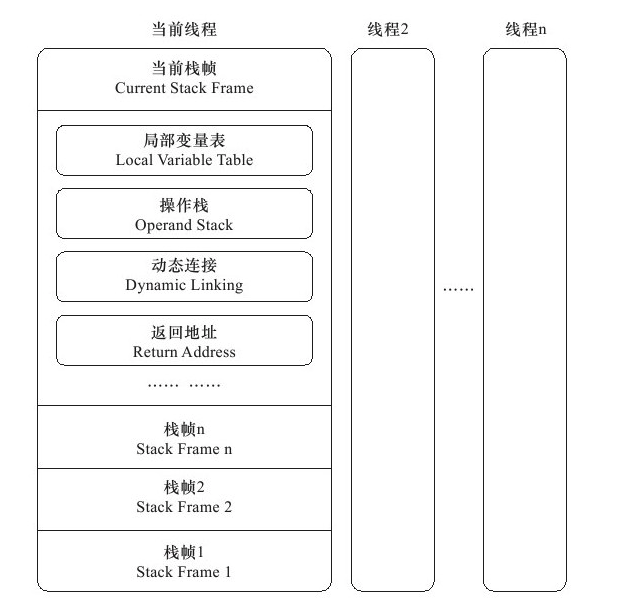 当前线程
线程2
线程n
当前栈帧
Current Stack Frame
局部变量表
Local Variable Table
操作栈
Operand Stack
动态连接
Dynamic Linking
返回地址
Return Address
…… ……
……
栈帧n
Stack Frame n
栈帧2
Stack Frame 2
栈帧1
Stack Frame 1